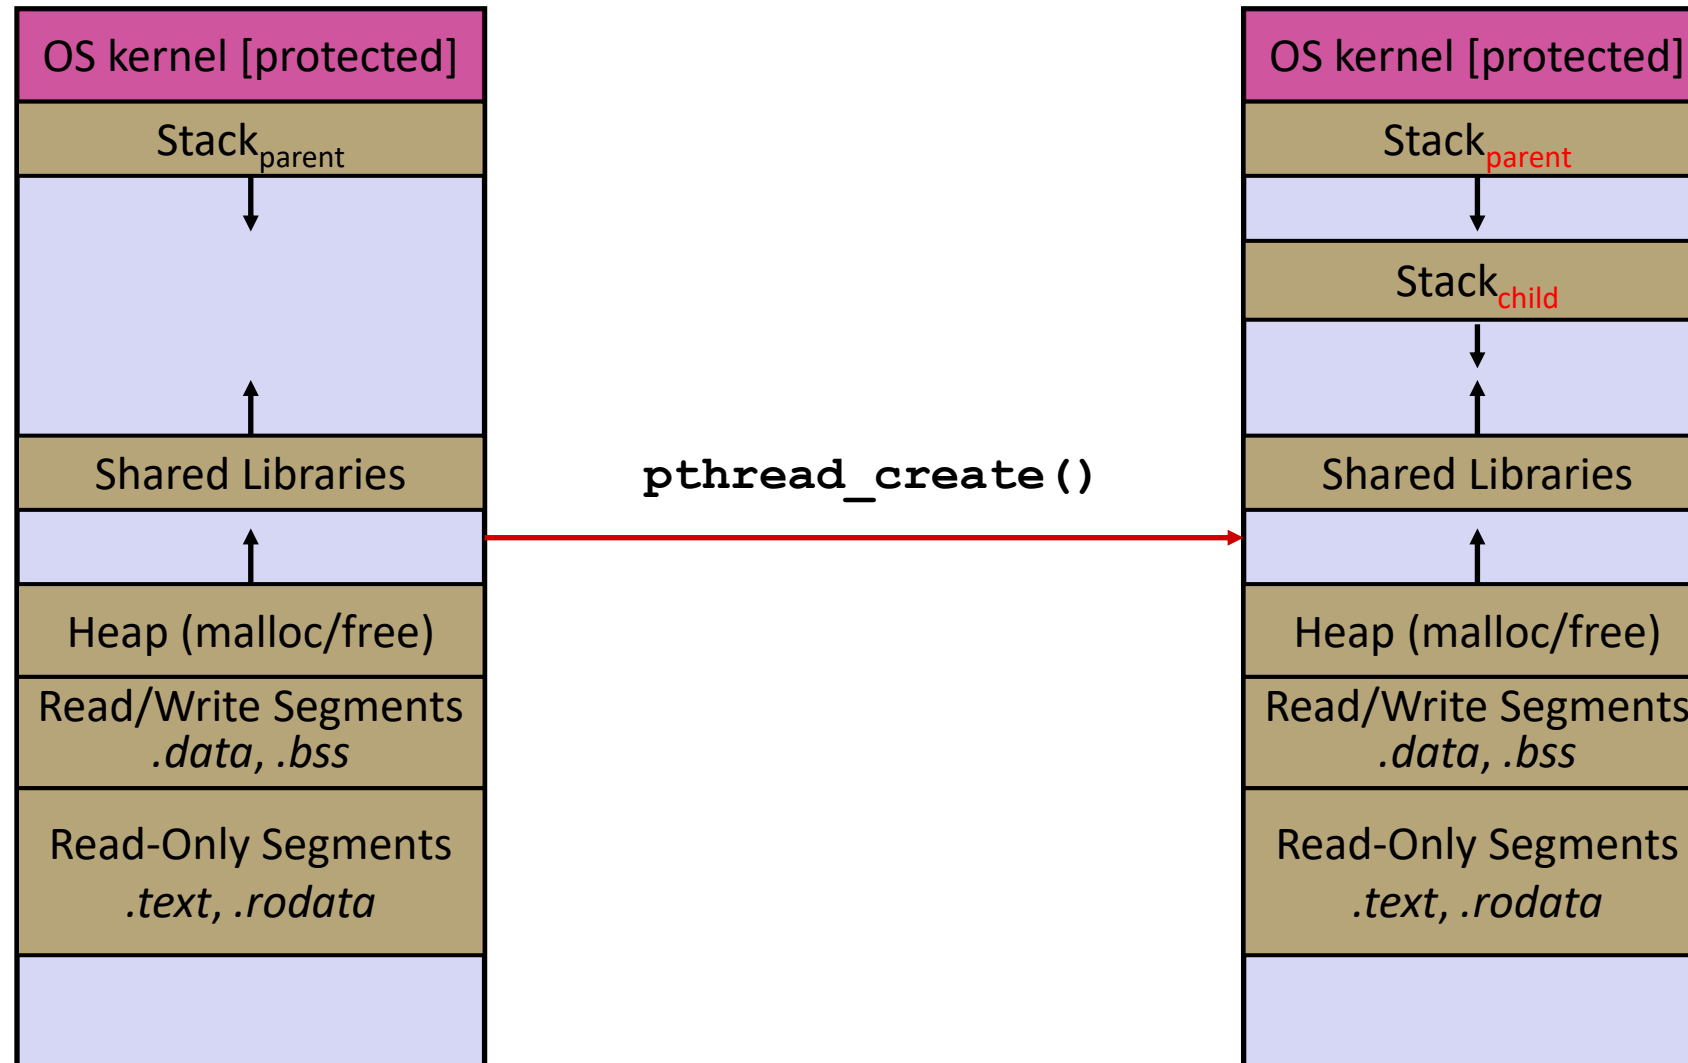 OS kernel [protected]
Stackparent
Shared Libraries
Heap (malloc/free)
Read/Write Segments
.data, .bss
Read-Only Segments
.text, .rodata
pthread_create()
OS kernel [protected]
Stackparent
Stackchild
Shared Libraries
Heap (malloc/free)
Read/Write Segments
.data, .bss
Read-Only Segments
.text, .rodata